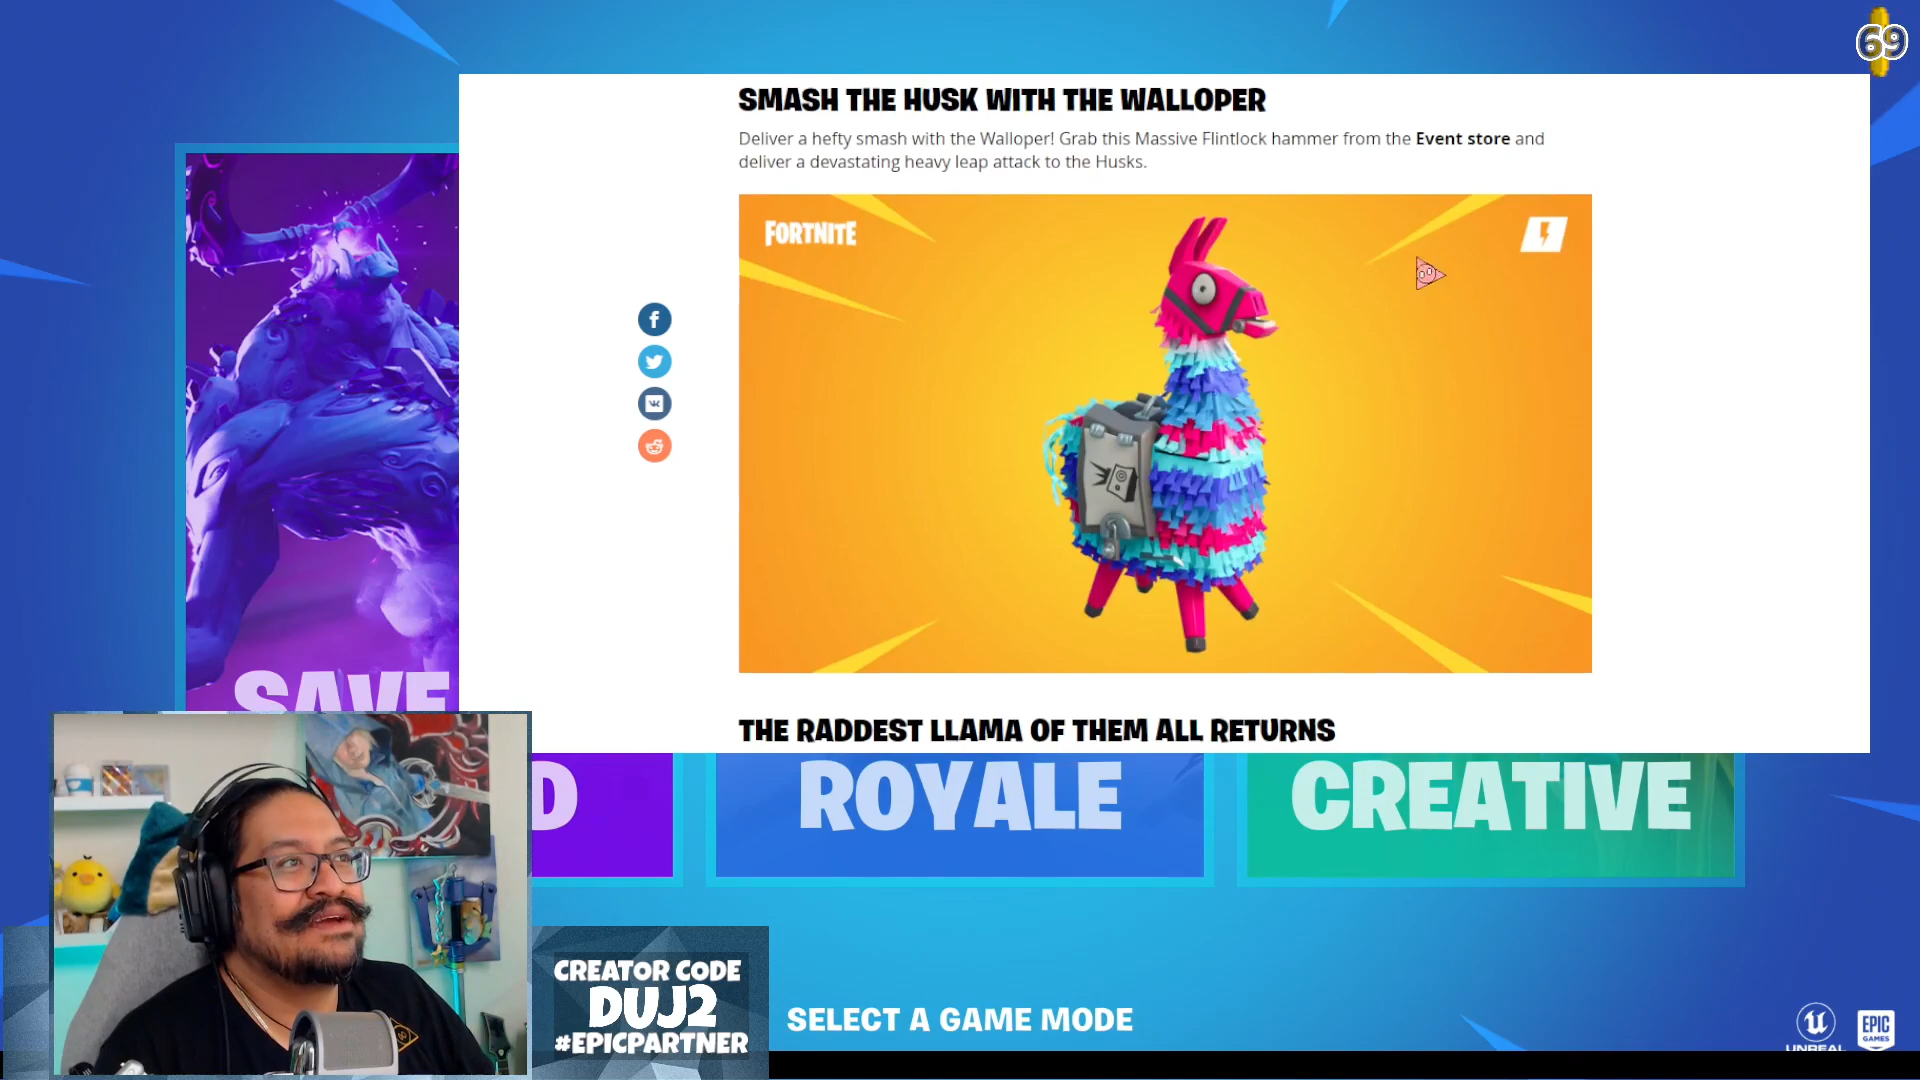 69
SMASH THE HUSK WITH THE WALLOPER
Deliver a hefty smash with the Walloper! Grab this Massive Flintlock hammer from the Event store and
deliver a devastating heavy leap attack to the Husks.
FORTNITE
THE RADDEST LLAMA OF THEM ALL RETURNS
SAVE
D
ROYALE
CREATIVE
CREATOR CODE
DUJ2
#EPICPARTNER
SELECT A GAME MODE
UNREAL
EPIC
GAMES